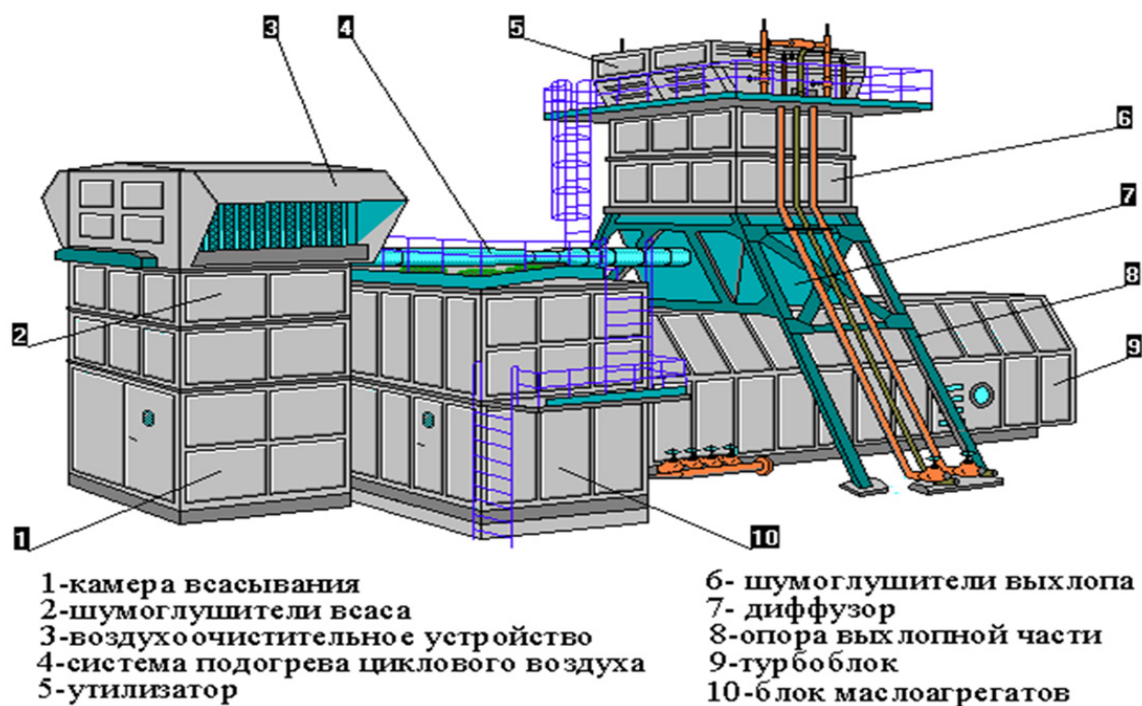 3
4
5
6
7
8
2
9
1
10
1-камера всасывания
2-шумоглушители всаса
3-воздухоочистительное устройство
4-система подогрева циклового воздуха
5-утилизатор
6- шумоглушители выхлопа
7- диффузор
8-опора выхлопной части
9-турбоблок
10-блок маслоагрегатов